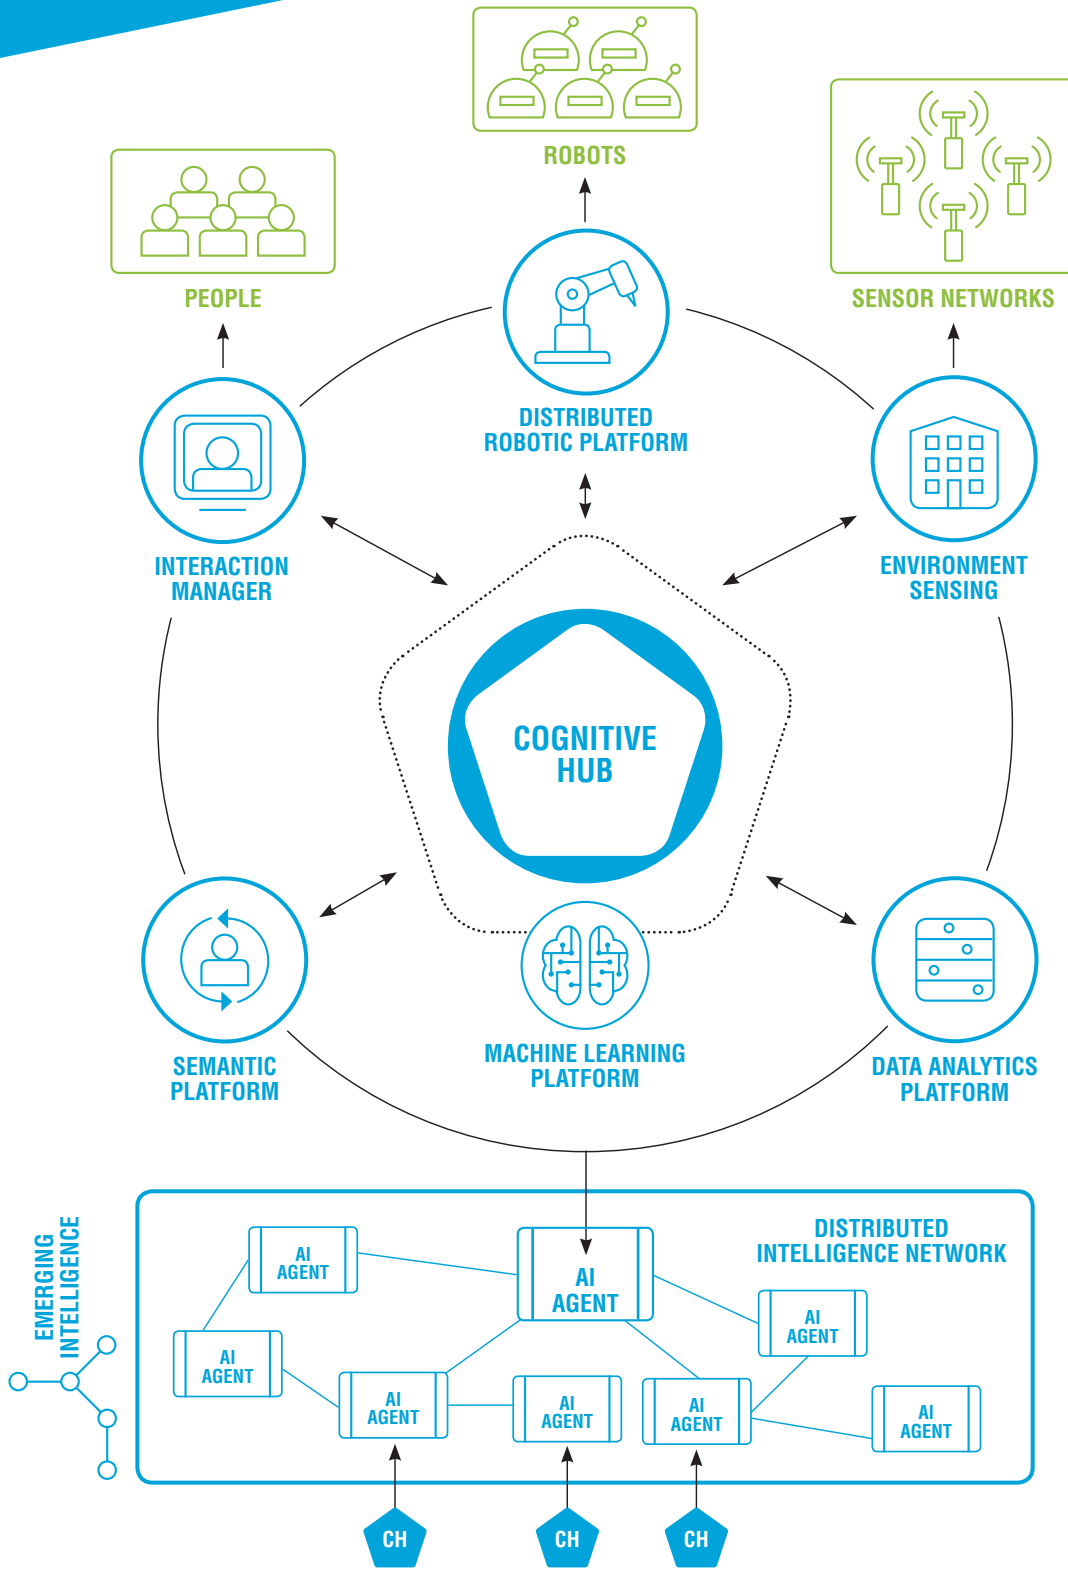 ROBOTS
PEOPLE
SENSOR NETWORKS
DISTRIBUTED
ROBOTIC PLATFORM
INTERACTION
MANAGER
ENVIRONMENT
SENSING
COGNITIVE
HUB
SEMANTIC
PLATFORM
MACHINE LEARNING
PLATFORM
DATA ANALYTICS
PLATFORM
EMERGING
INTELLIGENCE
DISTRIBUTED
INTELLIGENCE NETWORK
AI
AGENT
AI
AGENT
AI
AGENT
AI
AGENT
AI
AGENT
AI
AGENT
AI
AGENT
AI
AGENT
CH
CH
CH